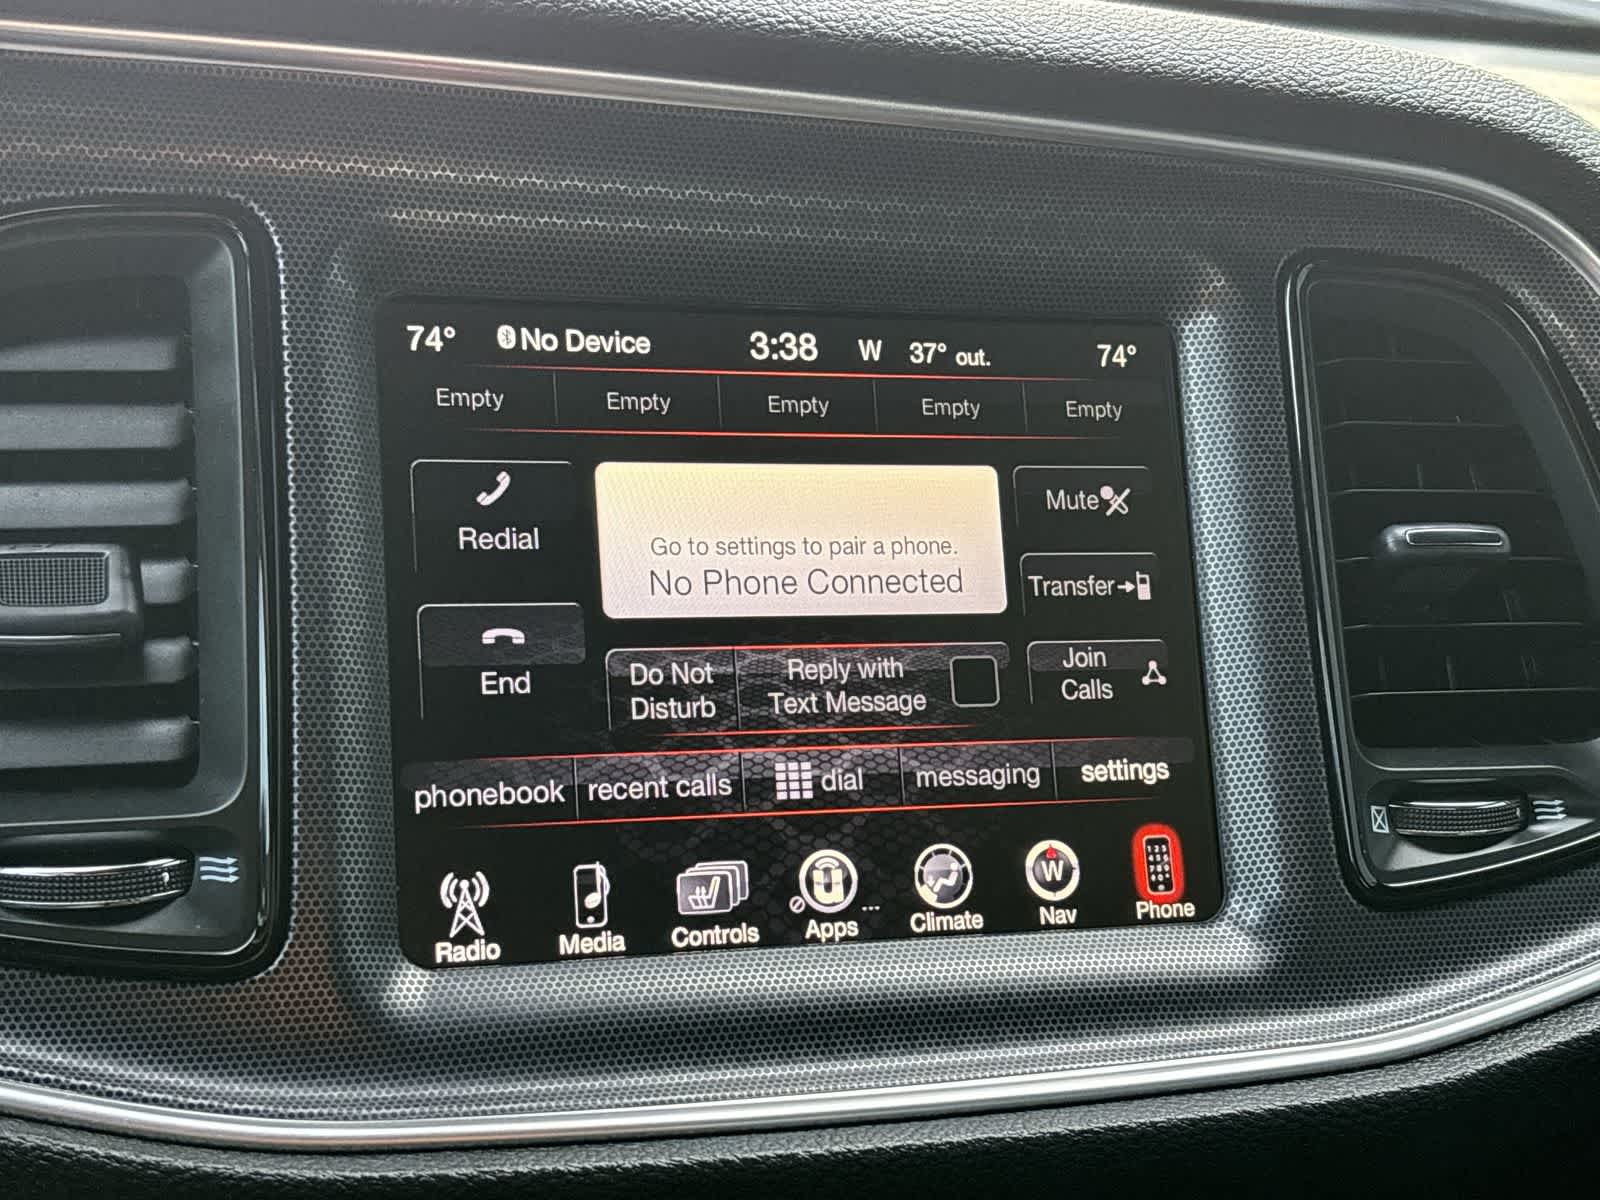 74° No Device 3:38 W 37° out. 74°
Empty Empty Empty Empty Empty
Redial
Go to settings to pair a phone.
No Phone Connected
Mute
Transfer
End
Do Not
Disturb
Reply with
Text Message
Join
Calls
phonebook recent calls dial messaging settings
W
Radio Media Controls Apps ... Climate Nav Phone